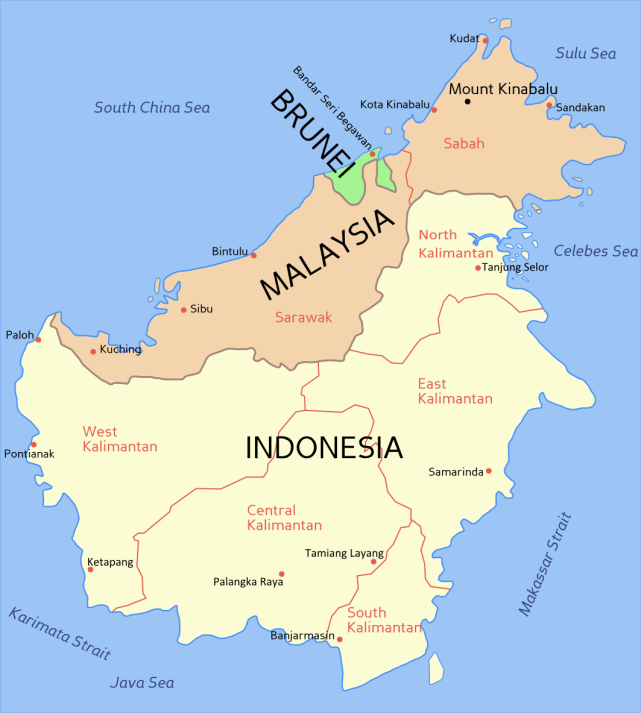 Kudat
Sulu Sea
Mount Kinabalu
South China Sea
Bandar Seri Begawan
Kota Kinabalu
Sandakan
BRUNEI
Sabah
MALAYSIA
North
Kalimantan
Bintulu
Celebes Sea
Tanjung Selor
Sibu
Sarawak
Paloh
Kuching
East
Kalimantan
West
Kalimantan
INDONESIA
Pontianak
Samarinda
Central
Kalimantan
Makassar Strait
Tamiang Layang
Ketapang
Palangka Raya
South
Kalimantan
Karimata Strait
Banjarmasin
Java Sea